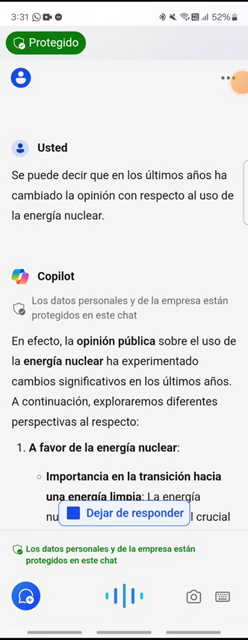 3:31 52%
Protegido
Usted
Se puede decir que en los últimos años ha
cambiado la opinión con respecto al uso de
la energía nuclear.
Copilot
Los datos personales y de la empresa están
protegidos en este chat
En efecto, la opinión pública sobre el uso de
la energía nuclear ha experimentado
cambios significativos en los últimos años.
A continuación, exploraremos diferentes
perspectivas al respecto:
1. A favor de la energía nuclear:
Importancia en la transición hacia
una energía limpia: La energía
Dejar de responder
crucial
Los datos personales y de la empresa están
protegidos en este chat